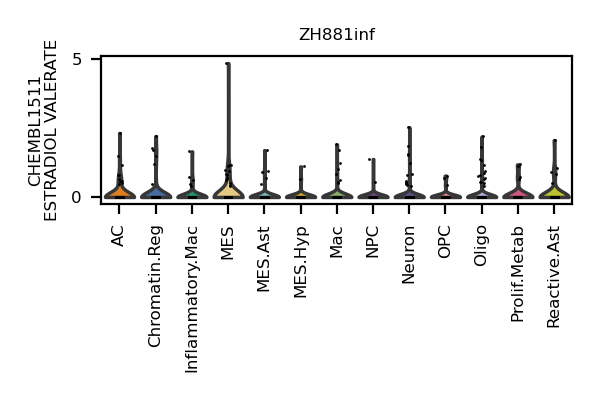 ZH881inf
CHEMBL1511
ESTRADIOL VALERATE
5
0
AC
Chromatin.Reg
Inflammatory.Mac
MES
MES.Ast
MES.Hyp
Mac
NPC
Neuron
OPC
Oligo
Prolif.Metab
Reactive.Ast